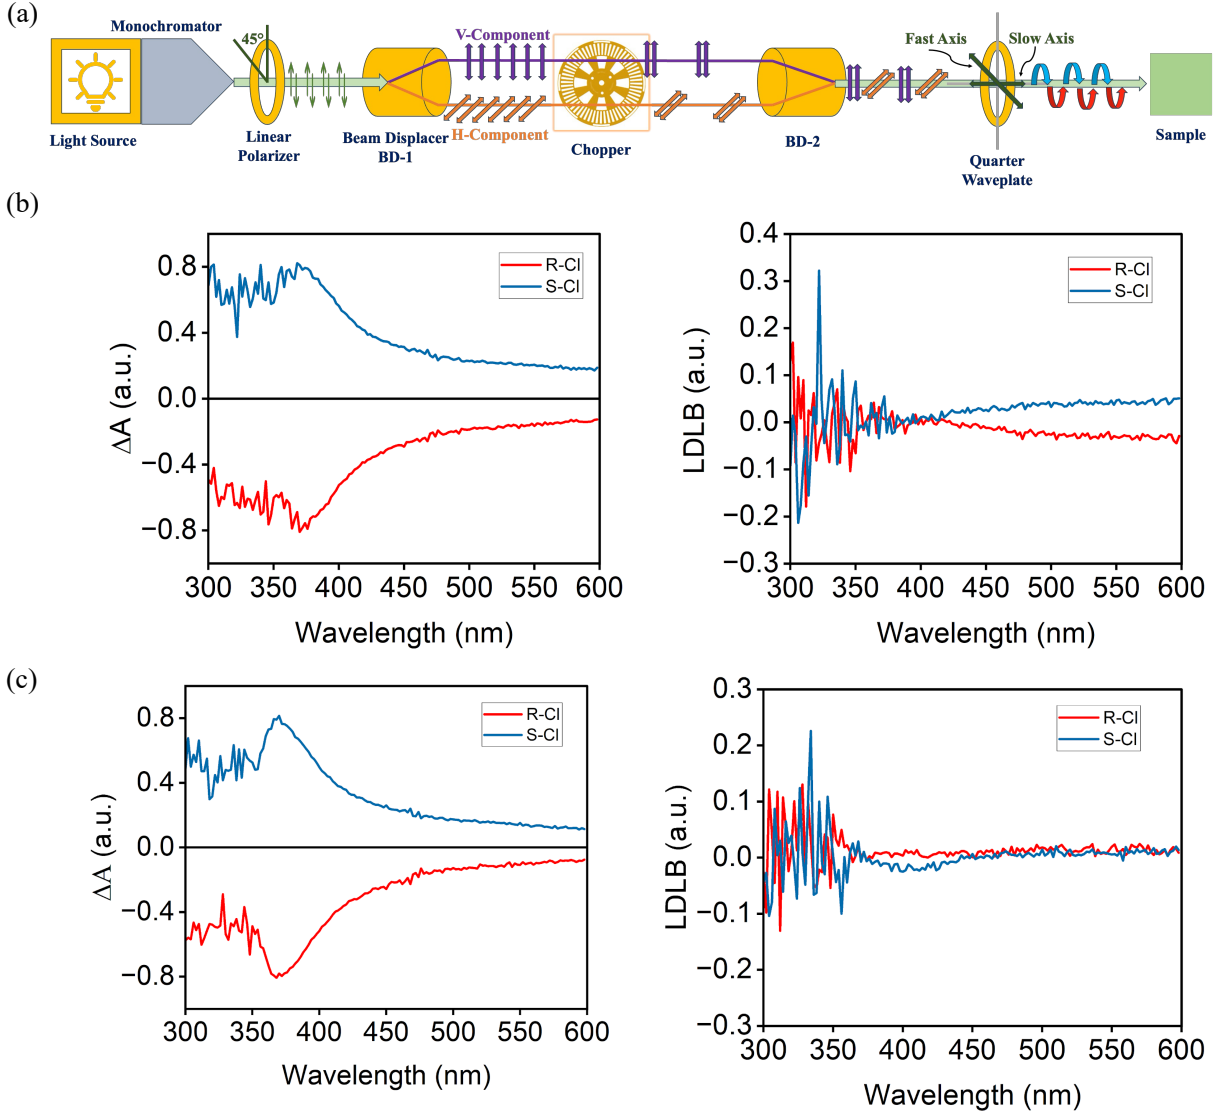 (a)
Monochromator
45°
V-Component
Fast Axis
Slow Axis
Light Source
Linear
Polarizer
Beam Displacer
BD-1
H-Component
Chopper
BD-2
Quarter
Waveplate
Sample
(b)
ΔA (a.u.)
0.8
0.4
0.0
−0.4
−0.8
R-Cl
S-Cl
300 350 400 450 500 550 600
Wavelength (nm)
LDLB (a.u.)
0.4
0.3
0.2
0.1
0.0
−0.1
−0.2
−0.3
R-Cl
S-Cl
300 350 400 450 500 550 600
Wavelength (nm)
(c)
ΔA (a.u.)
0.8
0.4
0.0
−0.4
−0.8
R-Cl
S-Cl
300 350 400 450 500 550 600
Wavelength (nm)
LDLB (a.u.)
0.3
0.2
0.1
0.0
−0.1
−0.2
−0.3
R-Cl
S-Cl
300 350 400 450 500 550 600
Wavelength (nm)